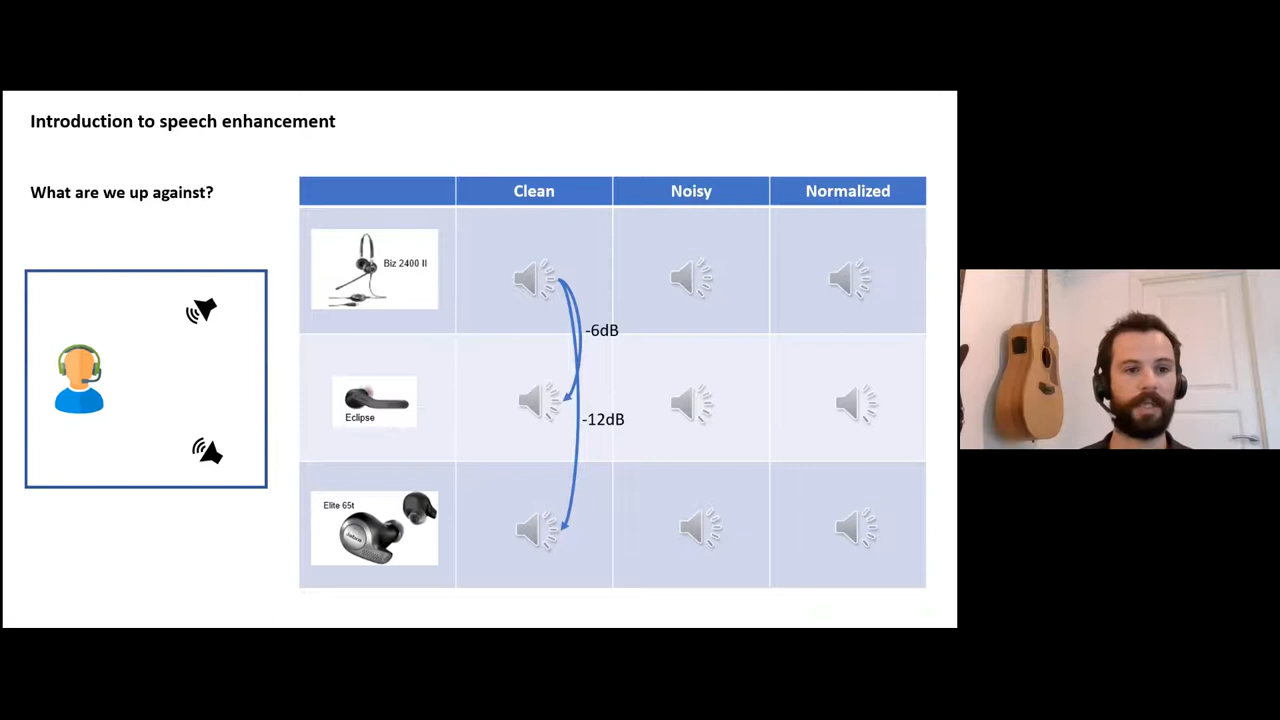 Introduction to speech enhancement
What are we up against?
Clean
Noisy
Normalized
Biz 2400 II
-6dB
Eclipse
-12dB
Elite 65t
Jabra